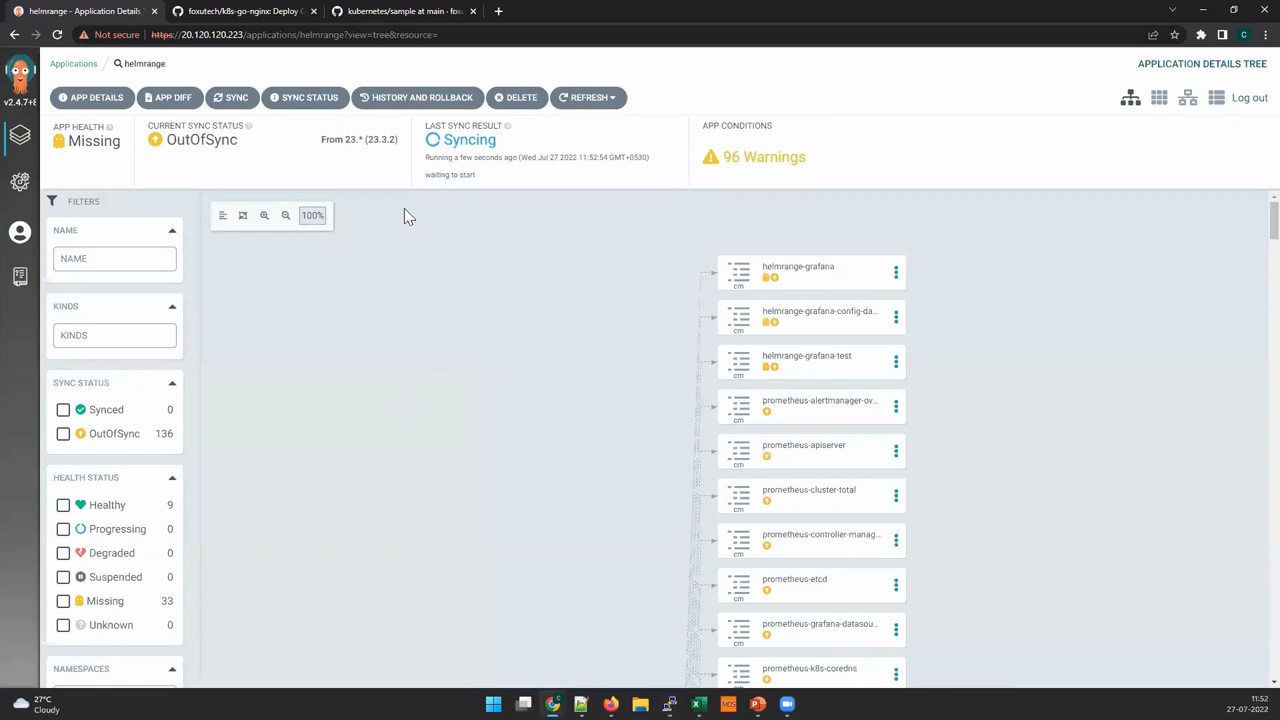 helmrange - Application Details
foxutech/k8s-go-nginx Deploy
kubernetes/sample at main
Not secure
https://20.120.120.223/applications/helmrange?view=tree&resource=
C
v2.4.7+
Applications
helmrange
APPLICATION DETAILS TREE
APP DETAILS
APP DIFF
SYNC
SYNC STATUS
HISTORY AND ROLLBACK
DELETE
REFRESH
Log out
APP HEALTH
Missing
CURRENT SYNC STATUS
OutOfSync
From 23.* (23.3.2)
LAST SYNC RESULT
Syncing
Running a few seconds ago (Wed Jul 27 2022 11:52:54 GMT+0530)
waiting to start
APP CONDITIONS
96 Warnings
FILTERS
NAME
NAME
KINDS
KINDS
SYNC STATUS
Synced 0
OutOfSync 136
HEALTH STATUS
Healthy 9
Progressing 0
Degraded 0
Suspended 0
Missing 33
Unknown 0
NAMESPACES
100%
helmrange-grafana
cm
helmrange-grafana-config-da...
cm
helmrange-grafana-test
cm
prometheus-alertmanager-ov...
cm
prometheus-apiserver
cm
prometheus-cluster-total
cm
prometheus-controller-manag...
cm
prometheus-etcd
cm
prometheus-grafana-datasou...
cm
prometheus-k8s-coredns
cm
27°C
Cloudy
11:52
27-07-2022